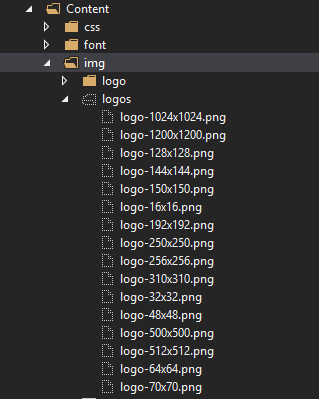 Content
css
font
img
logo
logos
logo-1024x1024.png
logo-1200x1200.png
logo-128x128.png
logo-144x144.png
logo-150x150.png
logo-16x16.png
logo-192x192.png
logo-250x250.png
logo-256x256.png
logo-310x310.png
logo-32x32.png
logo-48x48.png
logo-500x500.png
logo-512x512.png
logo-64x64.png
logo-70x70.png